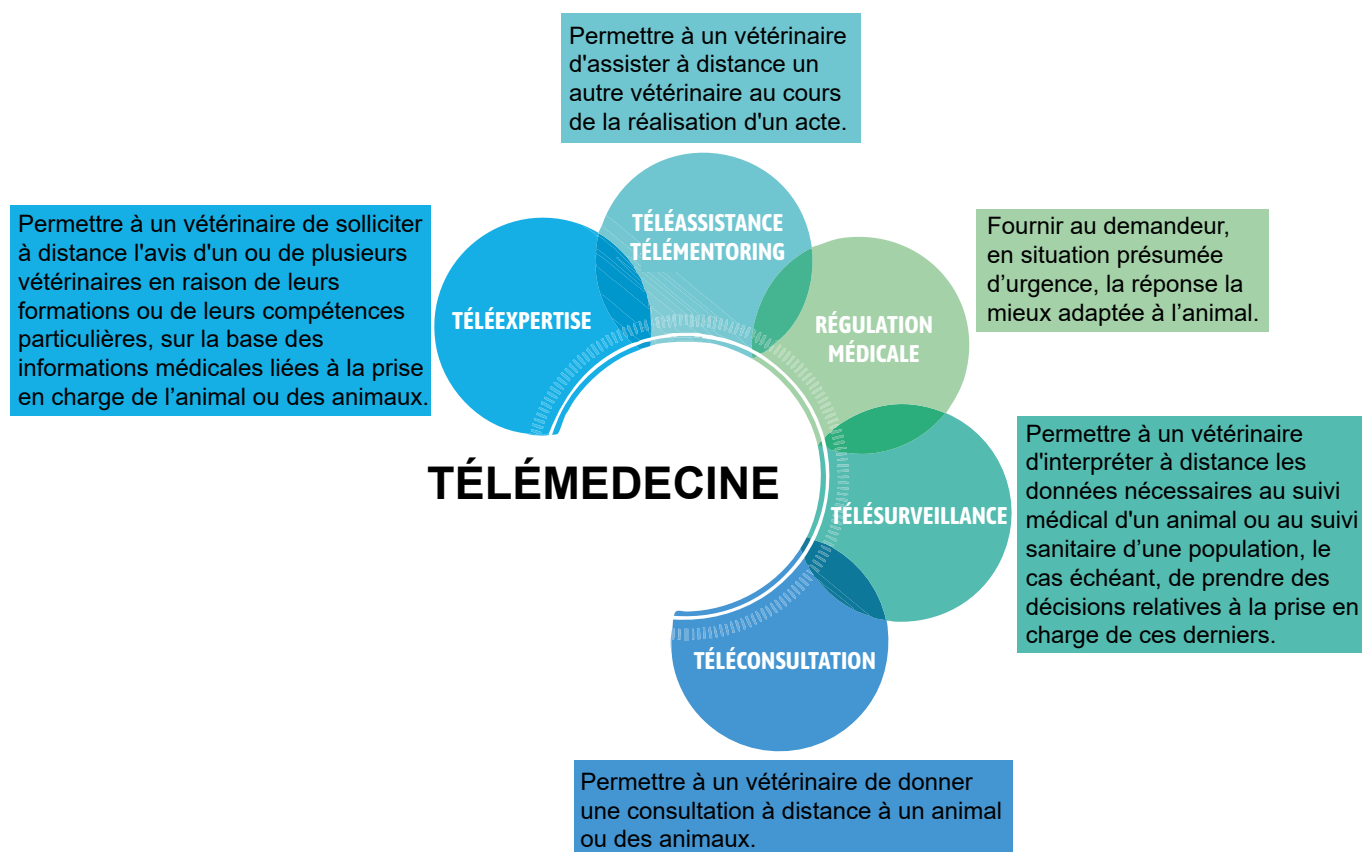 Permettre à un vétérinaire
d'assister à distance un
autre vétérinaire au cours
de la réalisation d'un acte.
TÉLÉASSISTANCE
TÉLÉMENTORING
Permettre à un vétérinaire de solliciter
à distance l'avis d'un ou de plusieurs
vétérinaires en raison de leurs
formations ou de leurs compétences
particulières, sur la base des
informations médicales liées à la prise
en charge de l’animal ou des animaux.
TÉLÉEXPERTISE
Fournir au demandeur,
en situation présumée
d’urgence, la réponse la
mieux adaptée à l’animal.
RÉGULATION
MÉDICALE
TÉLÉMEDECINE
Permettre à un vétérinaire
d'interpréter à distance les
données nécessaires au suivi
médical d'un animal ou au suivi
sanitaire d’une population, le
cas échéant, de prendre des
décisions relatives à la prise en
charge de ces derniers.
TÉLÉSURVEILLANCE
TÉLÉCONSULTATION
Permettre à un vétérinaire de donner
une consultation à distance à un animal
ou des animaux.